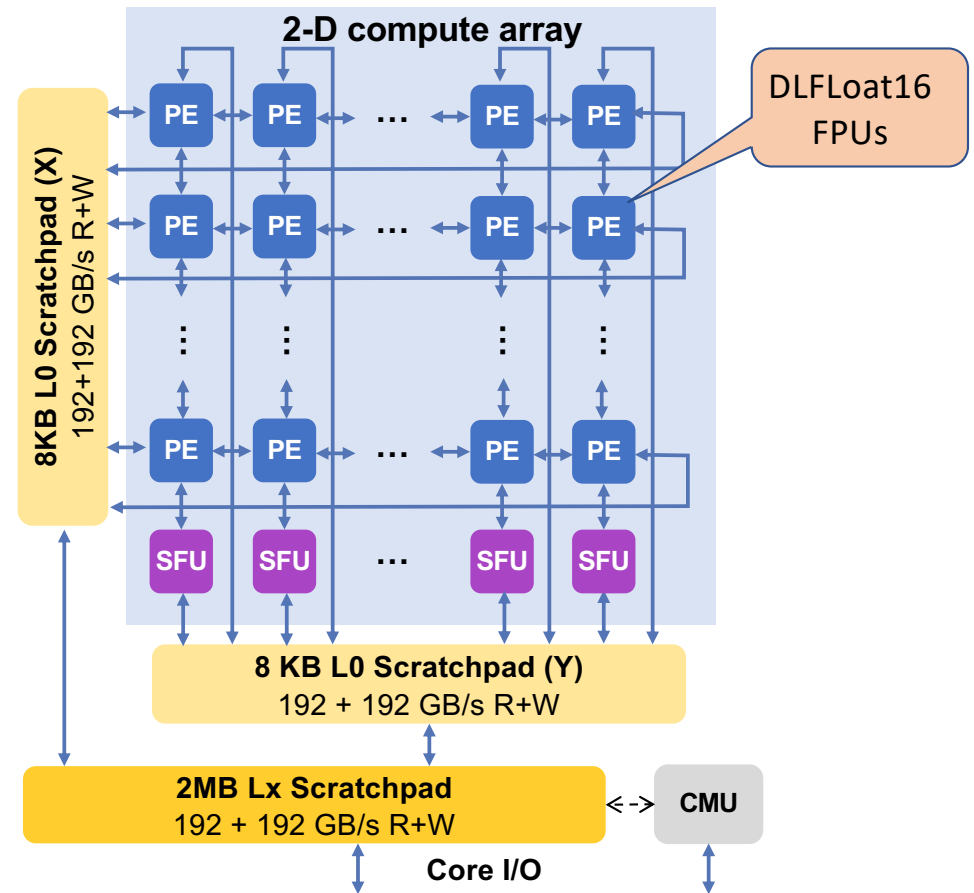 2-D compute array
DLFLoat16
FPUs
8KB L0 Scratchpad (X)
192+192 GB/s R+W
PE PE ... PE PE
PE PE ... PE PE
... ... ... ...
PE PE ... PE PE
SFU SFU ... SFU SFU
8 KB L0 Scratchpad (Y)
192 + 192 GB/s R+W
2MB Lx Scratchpad
192 + 192 GB/s R+W
CMU
Core I/O